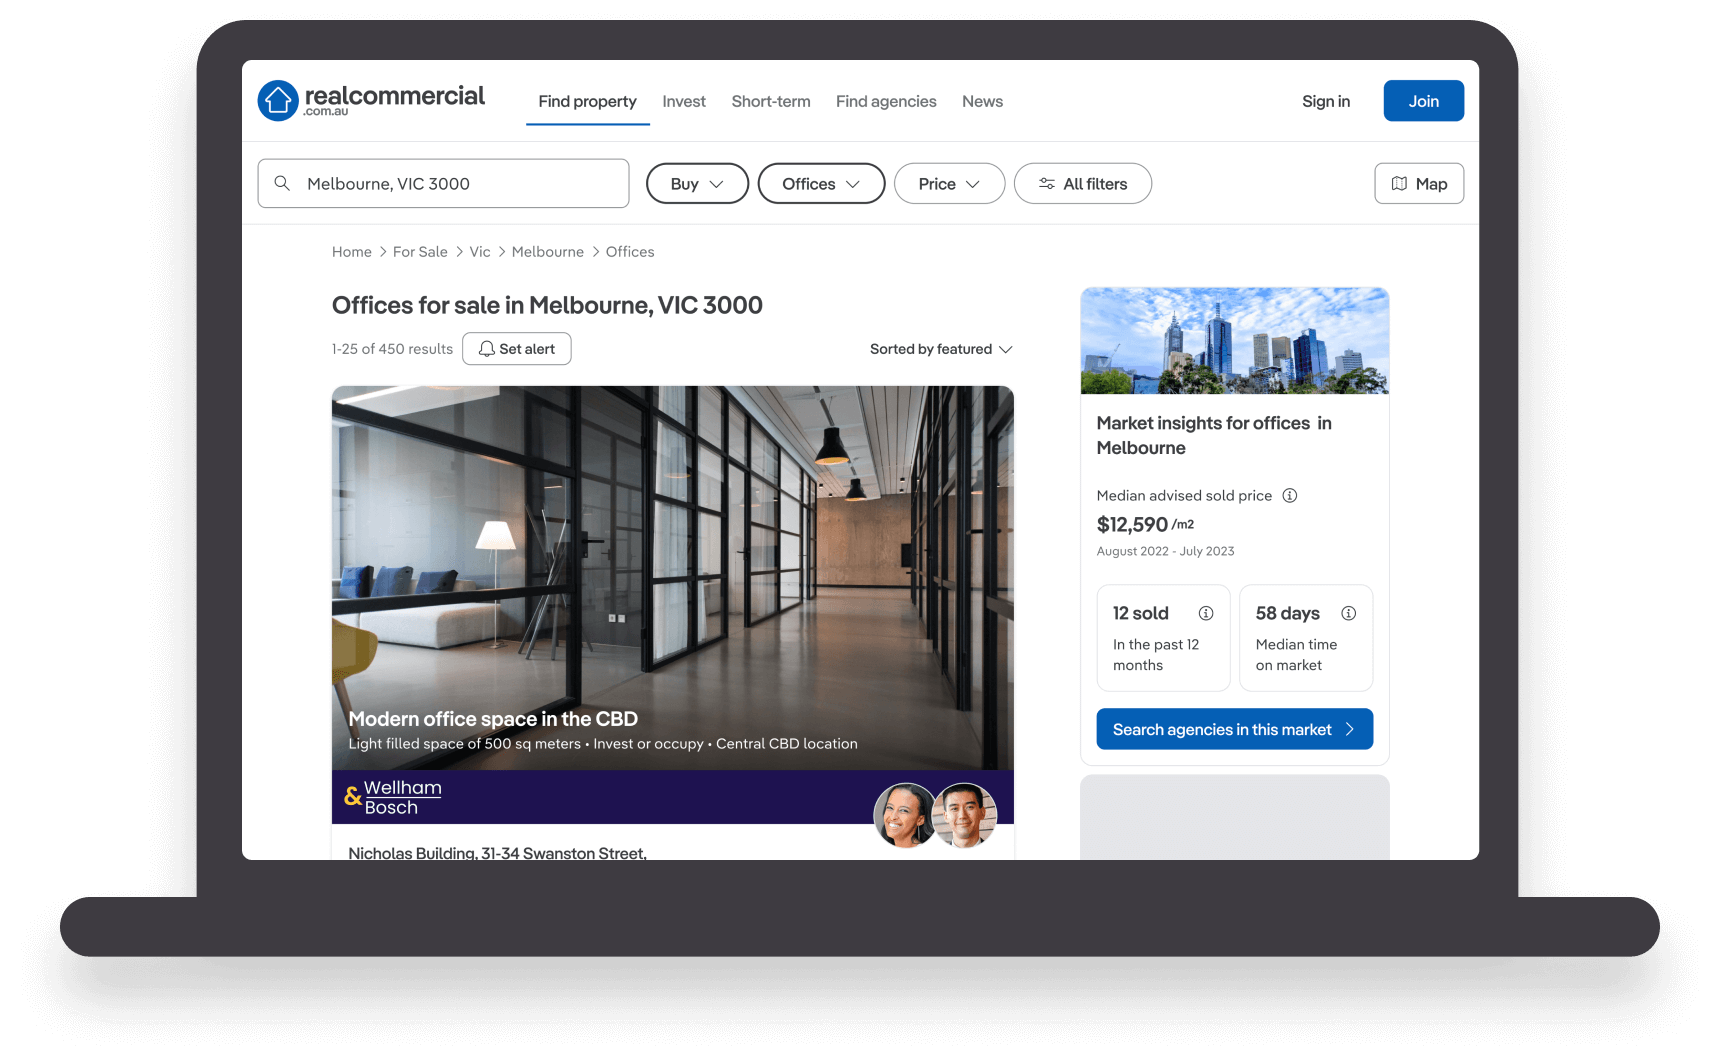 realcommercial
.com.au
Find property
Invest
Short-term
Find agencies
News
Sign in
Join
Melbourne, VIC 3000
Buy
Offices
Price
All filters
Map
Home > For Sale > Vic > Melbourne > Offices
Offices for sale in Melbourne, VIC 3000
1-25 of 450 results
Set alert
Sorted by featured
Modern office space in the CBD
Light filled space of 500 sq meters • Invest or occupy • Central CBD location
& Wellham
Bosch
Nicholas Building, 31-34 Swanston Street,
Market insights for offices in
Melbourne
Median advised sold price
$12,590 /m2
August 2022 - July 2023
12 sold
In the past 12
months
58 days
Median time
on market
Search agencies in this market